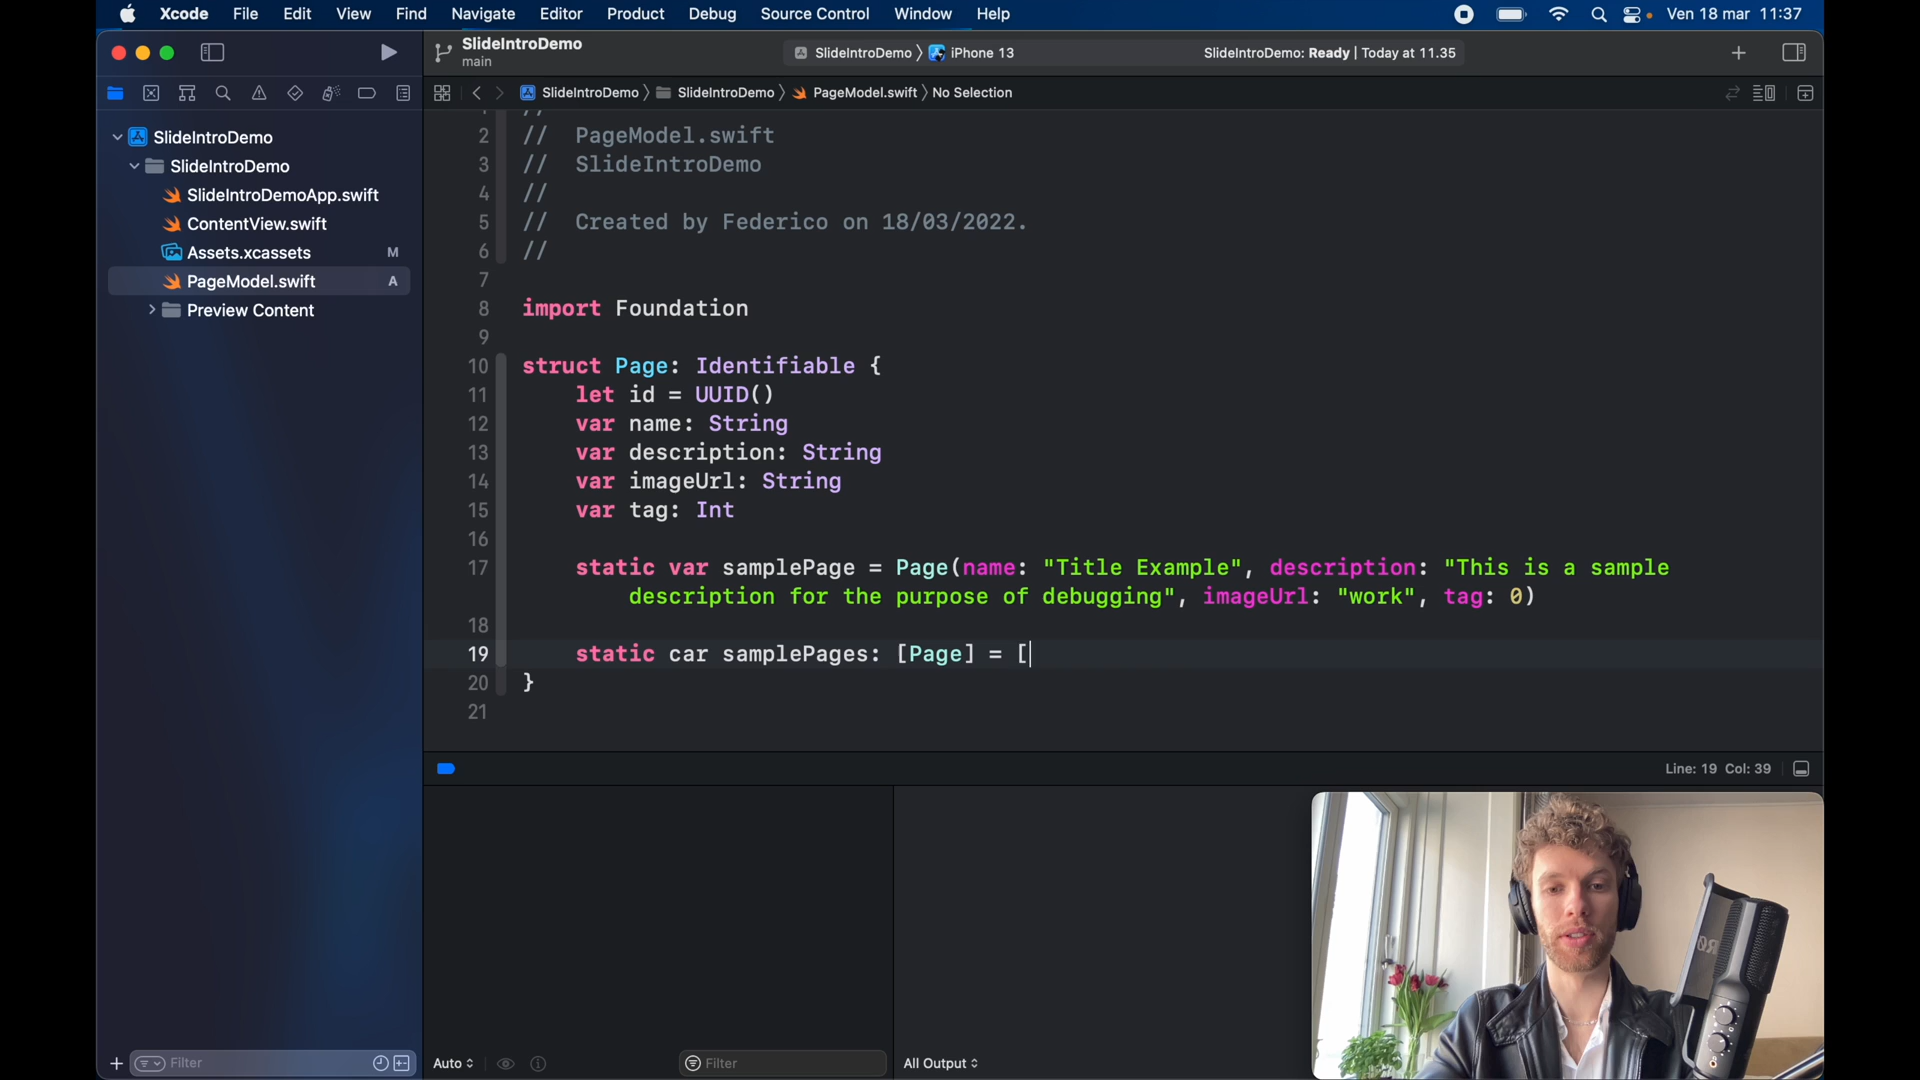 Xcode File Edit View Find Navigate Editor Product Debug Source Control Window Help Ven 18 mar 11:37
SlideIntroDemo
main
SlideIntroDemo 〉 iPhone 13
SlideIntroDemo: Ready | Today at 11.35
SlideIntroDemo 〉 SlideIntroDemo 〉 PageModel.swift 〉 No Selection
SlideIntroDemo
SlideIntroDemo
SlideIntroDemoApp.swift
ContentView.swift
Assets.xcassets M
PageModel.swift A
Preview Content
2 // PageModel.swift
3 // SlideIntroDemo
4 //
5 // Created by Federico on 18/03/2022.
6 //
7
8 import Foundation
9
10 struct Page: Identifiable {
11 let id = UUID()
12 var name: String
13 var description: String
14 var imageUrl: String
15 var tag: Int
16
17 static var samplePage = Page(name: "Title Example", description: "This is a sample
description for the purpose of debugging", imageUrl: "work", tag: 0)
18
19 static car samplePages: [Page] = [
20 }
21
Line: 19 Col: 39
Filter
Auto
Filter
All Output